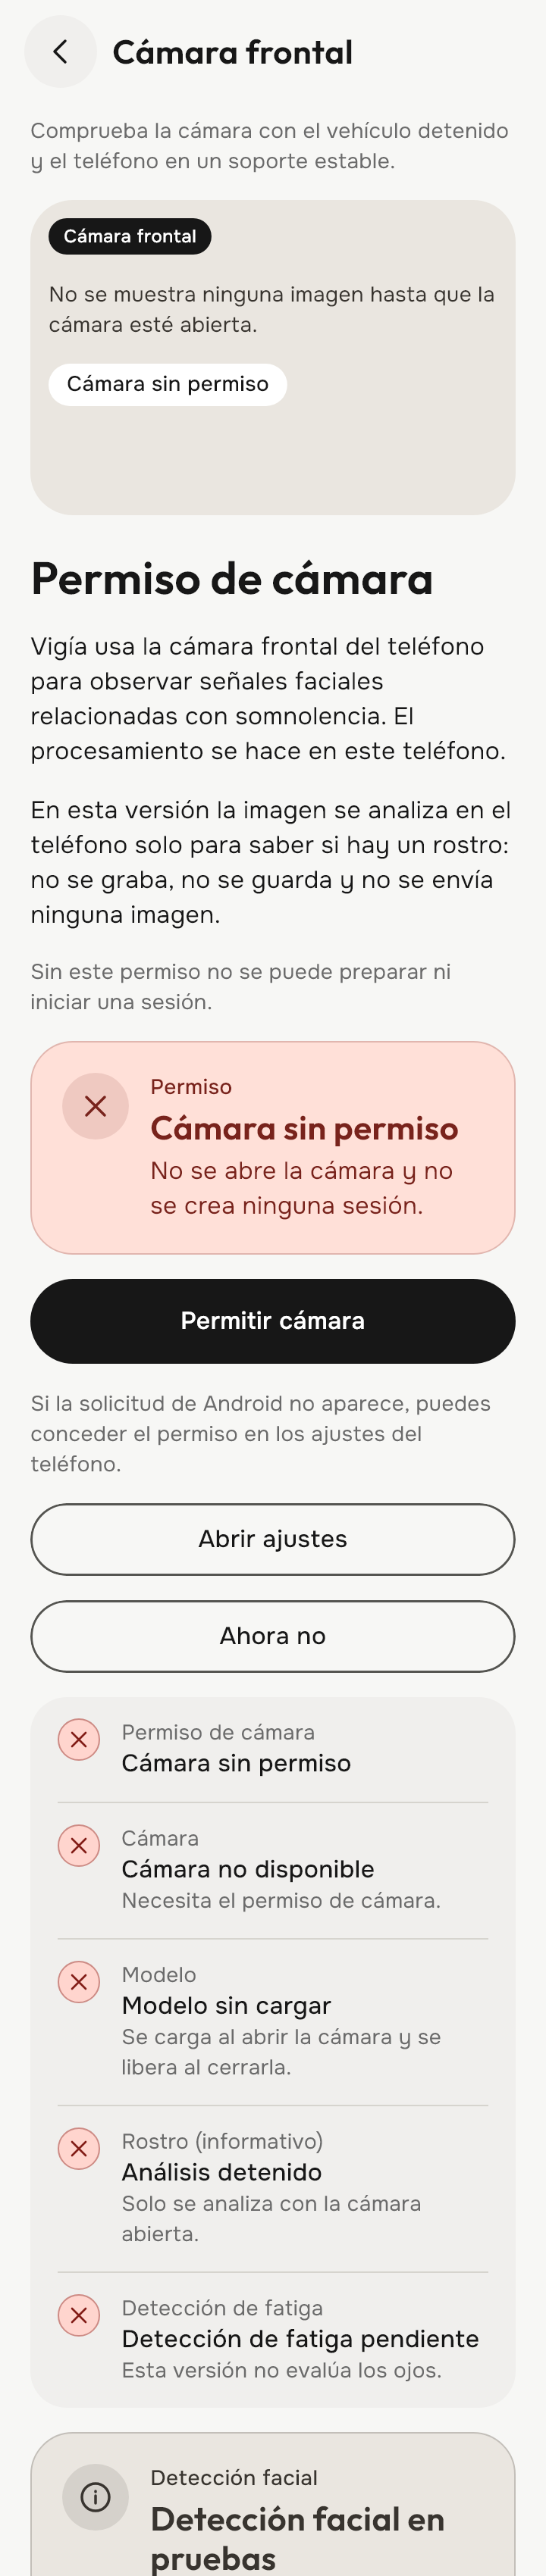 Cámara frontal
Comprueba la cámara con el vehículo detenido
y el teléfono en un soporte estable.
Cámara frontal
No se muestra ninguna imagen hasta que la
cámara esté abierta.
Cámara sin permiso
Permiso de cámara
Vigía usa la cámara frontal del teléfono
para observar señales faciales
relacionadas con somnolencia. El
procesamiento se hace en este teléfono.
En esta versión la imagen se analiza en el
teléfono solo para saber si hay un rostro:
no se graba, no se guarda y no se envía
ninguna imagen.
Sin este permiso no se puede preparar ni
iniciar una sesión.
Permiso
Cámara sin permiso
No se abre la cámara y no
se crea ninguna sesión.
Permitir cámara
Si la solicitud de Android no aparece, puedes
conceder el permiso en los ajustes del
teléfono.
Abrir ajustes
Ahora no
Permiso de cámara
Cámara sin permiso
Cámara
Cámara no disponible
Necesita el permiso de cámara.
Modelo
Modelo sin cargar
Se carga al abrir la cámara y se
libera al cerrarla.
Rostro (informativo)
Análisis detenido
Solo se analiza con la cámara
abierta.
Detección de fatiga
Detección de fatiga pendiente
Esta versión no evalúa los ojos.
Detección facial
Detección facial en
pruebas